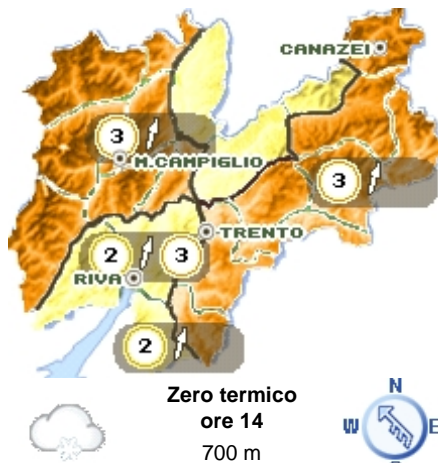 CANAZEI
3
M.CAMPIGLIO
3
TRENTO
2 3
RIVA
2
Zero termico
ore 14
700 m
N
W E
S